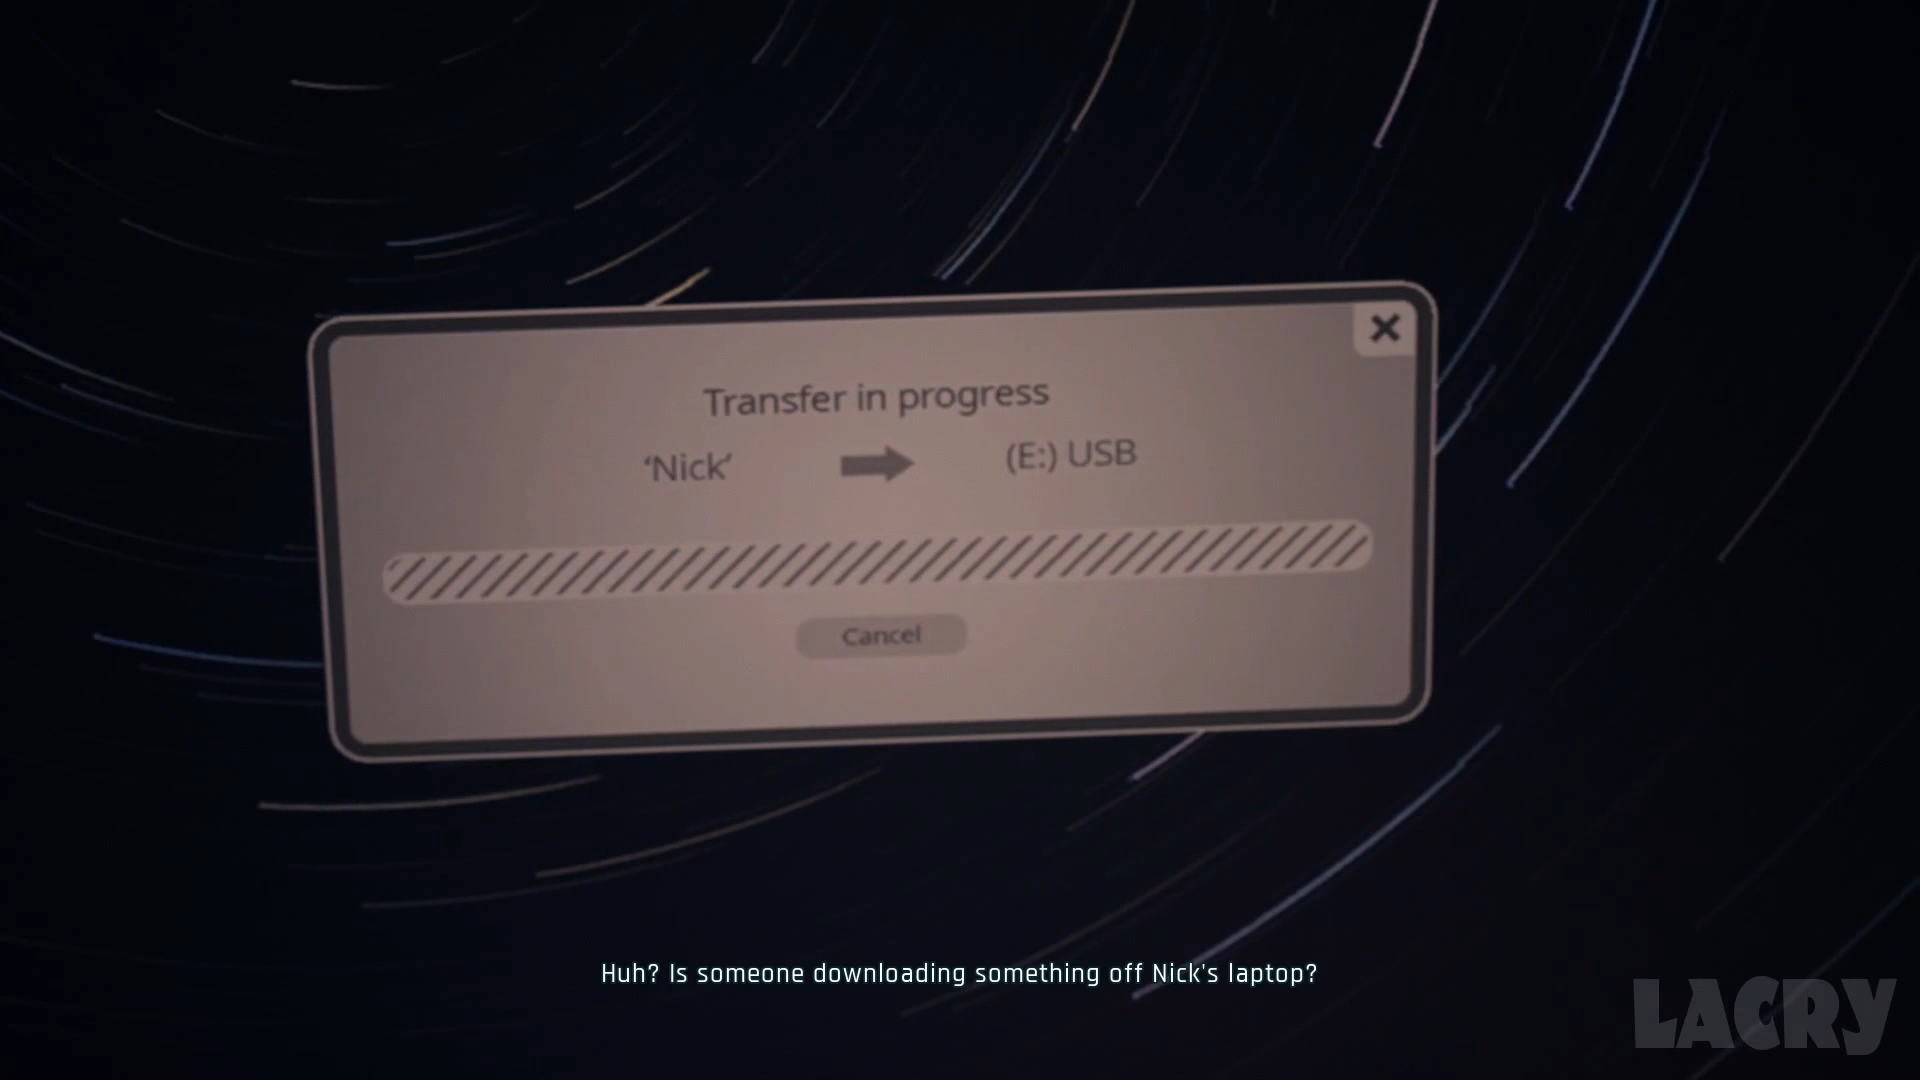 Transfer in progress
‘Nick’ → (E:) USB
Cancel
Huh? Is someone downloading something off Nick's laptop?
LACRY